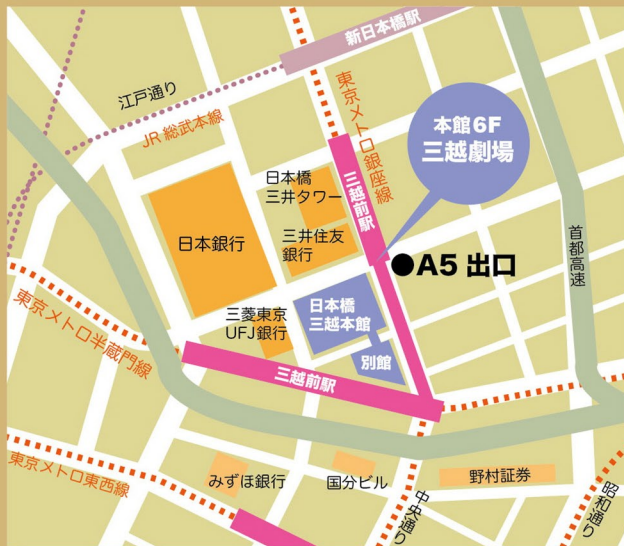 新日本橋駅
江戸通り
JR 総武本線
東京メトロ銀座線
本館6F
三越劇場
日本橋
三井タワー
三越前駅
三井住友
銀行
日本銀行
首都高速
●A5 出口
日本橋
三越本館
三菱東京
UFJ銀行
東京メトロ半蔵門線
別館
三越前駅
東京メトロ東西線
みずほ銀行
国分ビル
野村証券
中央通り
昭和通り